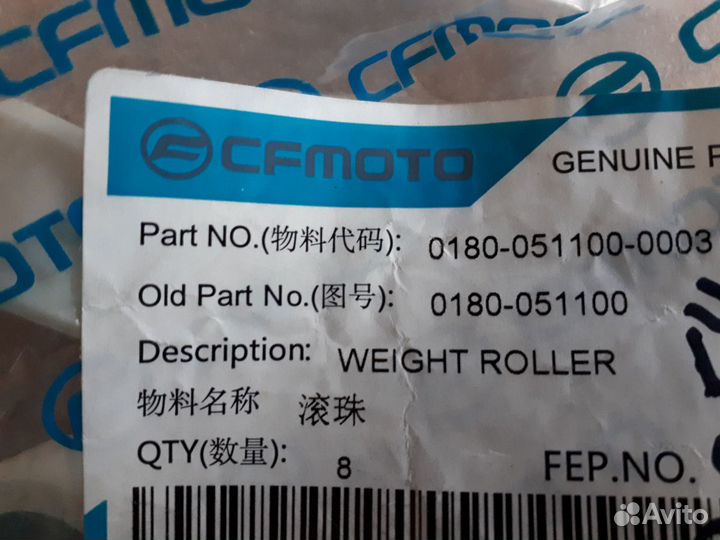 CFMOTO
CFMOTO
CFMOTO
GENUINE
Part NO.(物料代码): 0180-051100-0003
Old Part No.(图号): 0180-051100
Description: WEIGHT ROLLER
物料名称 滚珠
QTY(数量): 8
FEP.NO.
Avito